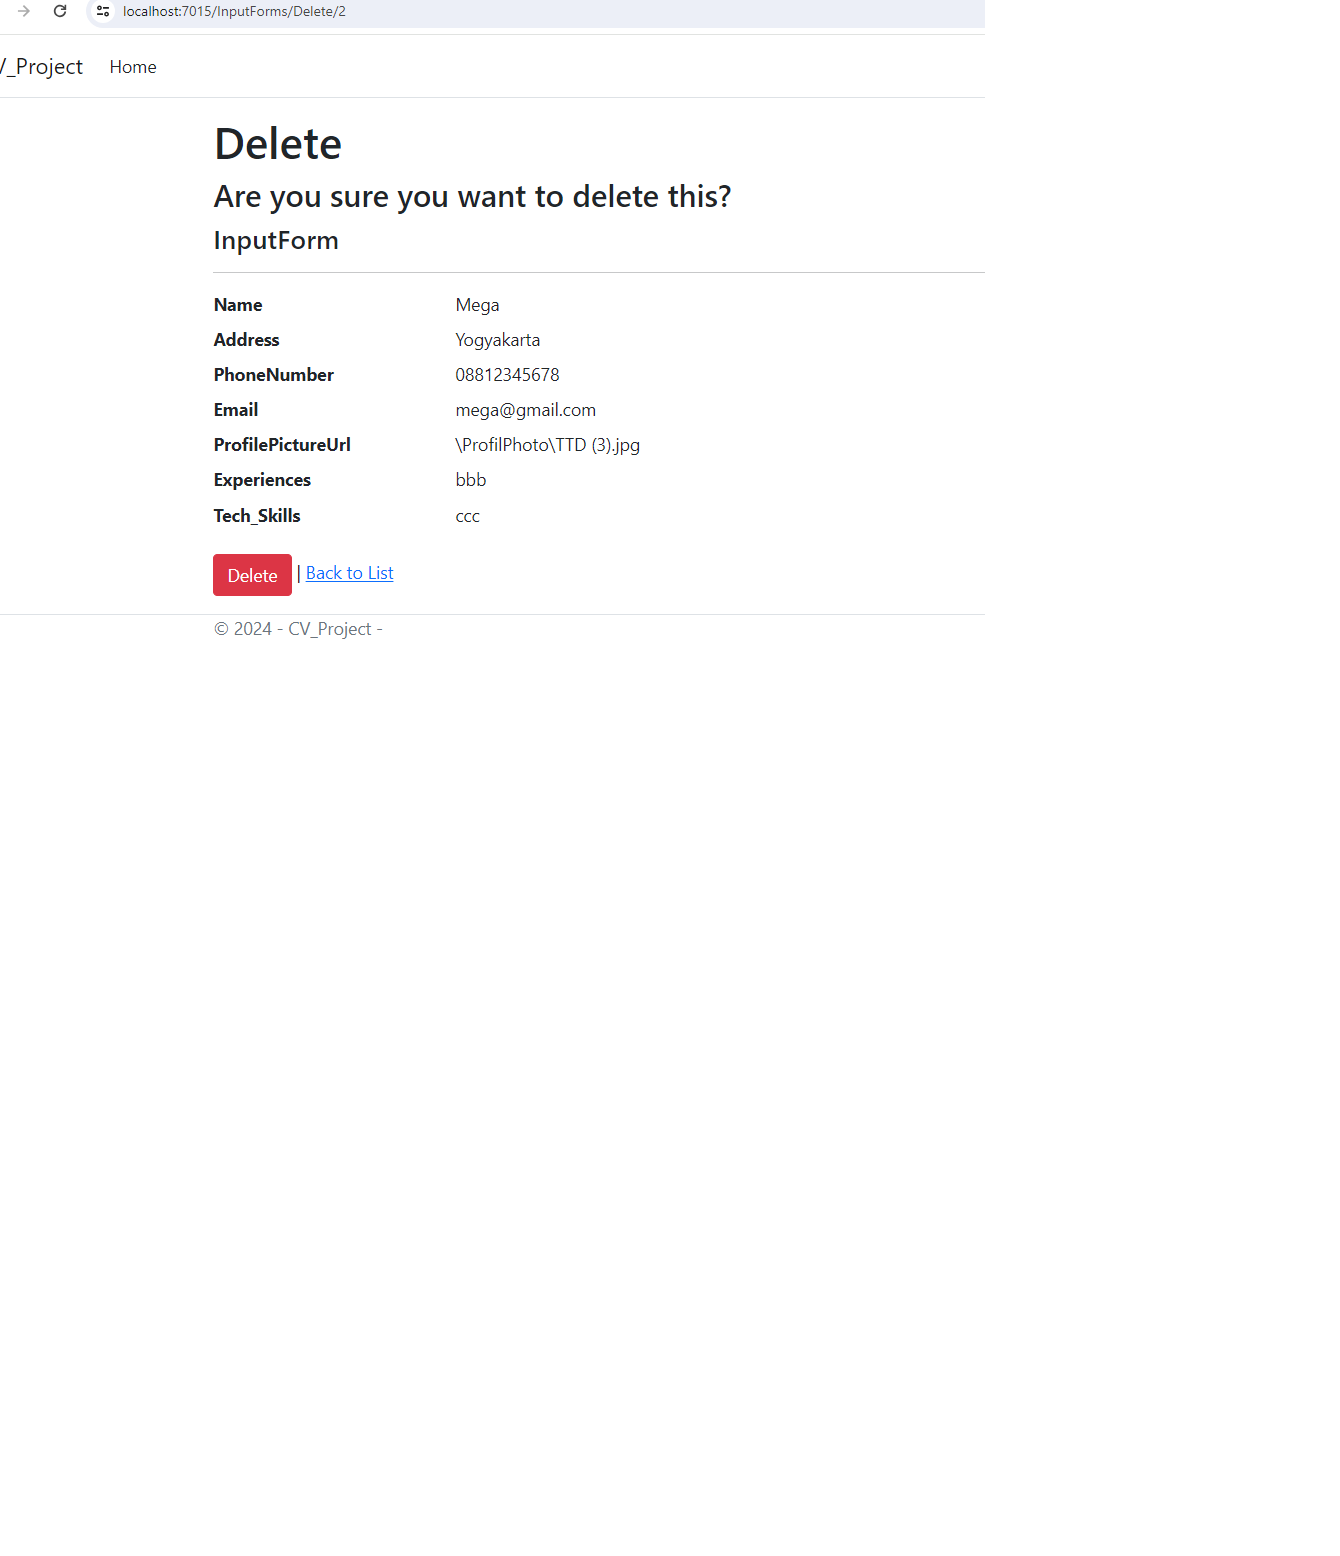 localhost:7015/InputForms/Delete/2
/_Project Home
Delete
Are you sure you want to delete this?
InputForm
Name Mega
Address Yogyakarta
PhoneNumber 08812345678
Email mega@gmail.com
ProfilePictureUrl \ProfilPhoto\TTD (3).jpg
Experiences bbb
Tech_Skills ccc
Delete | Back to List
© 2024 - CV_Project -